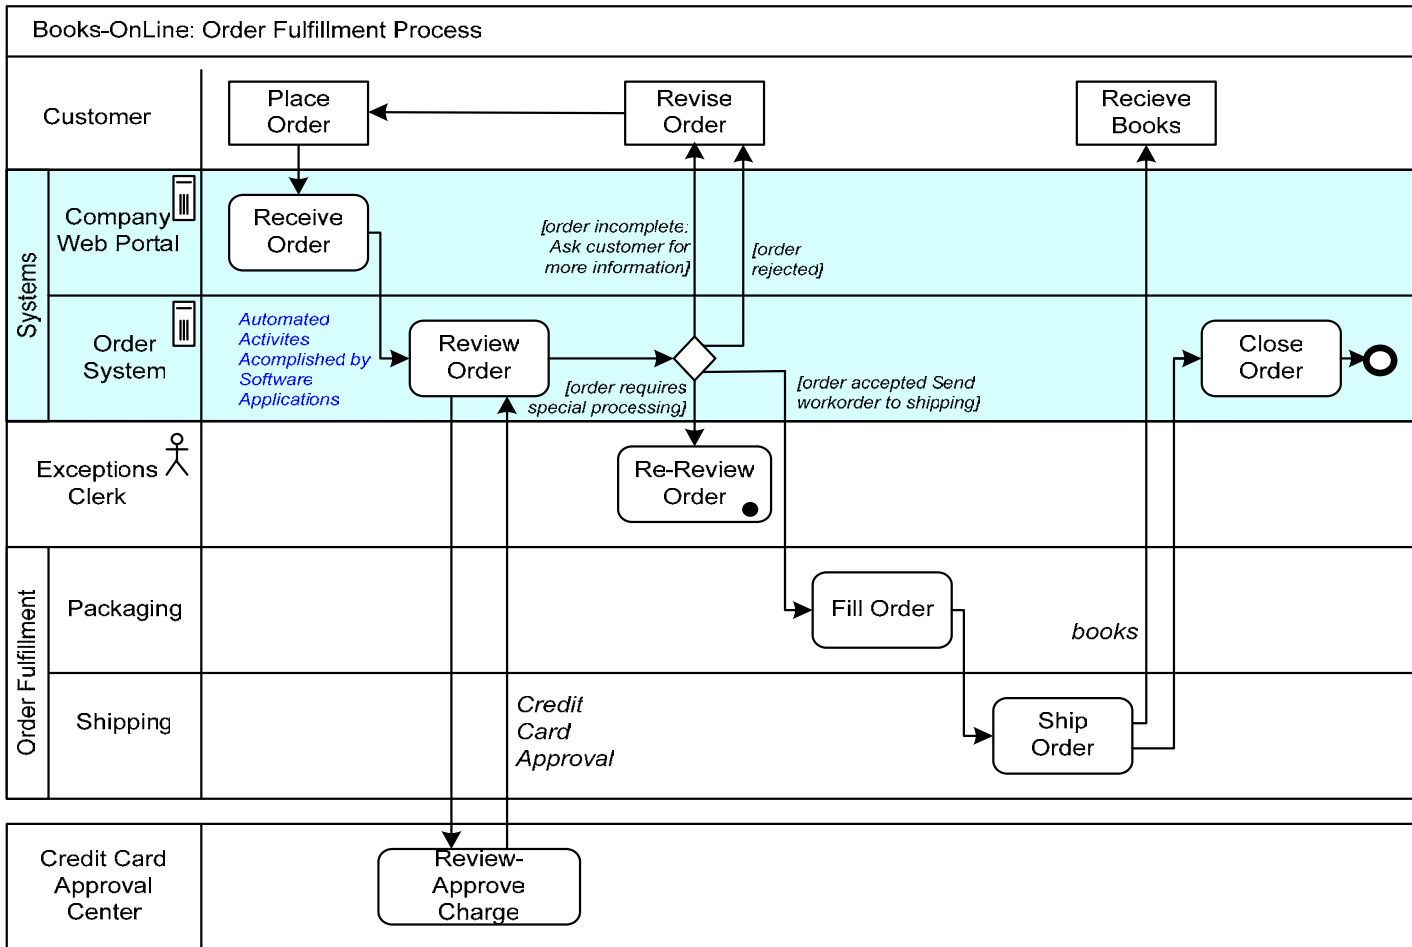 Books-OnLine: Order Fulfillment Process
Customer
Place
Order
Revise
Order
Recieve
Books
Systems
Company
Web Portal
Receive
Order
[order incomplete:
Ask customer for
more information]
[order
rejected]
Order
System
Automated
Activites
Acomplished by
Software
Applications
Review
Order
[order requires
special processing]
[order accepted Send
workorder to shipping]
Close
Order
Exceptions
Clerk
Re-Review
Order
Order Fulfillment
Packaging
Fill Order
books
Shipping
Credit
Card
Approval
Ship
Order
Credit Card
Approval
Center
Review-
Approve
Charge